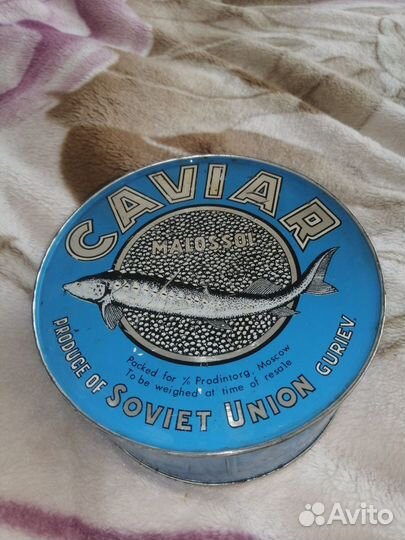 CAVIAR
MALOSSOL
Packed for v/o Prodintorg, Moscow
To be weighed at time of resale
PRODUCE OF SOVIET UNION GURIEV.
Avito